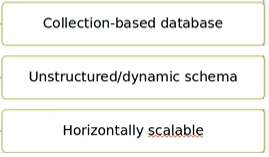 Collection-based database
Unstructured/dynamic schema
Horizontally scalable